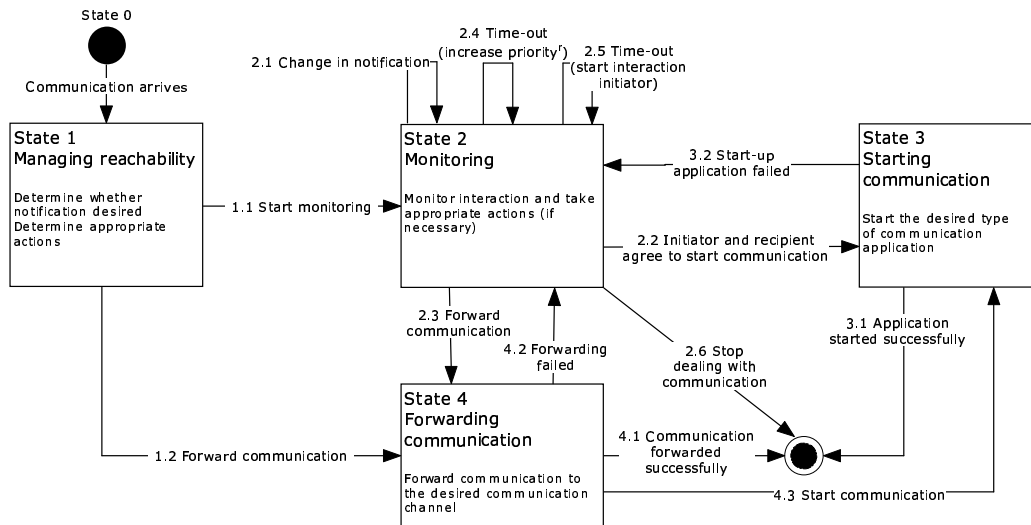 State 0
Communication arrives
State 1
Managing reachability
Determine whether
notification desired
Determine appropriate
actions
1.1 Start monitoring
1.2 Forward communication
2.1 Change in notification
2.4 Time-out
(increase priority')
2.5 Time-out
(start interaction
initiator)
State 2
Monitoring
Monitor interaction and take
appropriate actions (if
necessary)
3.2 Start-up
application failed
2.2 Initiator and recipient
agree to start communication
State 3
Starting
communication
Start the desired type
of communication
application
2.3 Forward
communication
4.2 Forwarding
failed
2.6 Stop
dealing with
communication
3.1 Application
started successfully
State 4
Forwarding
communication
Forward communication to
the desired communication
channel
4.1 Communication
forwarded
successfully
4.3 Start communication